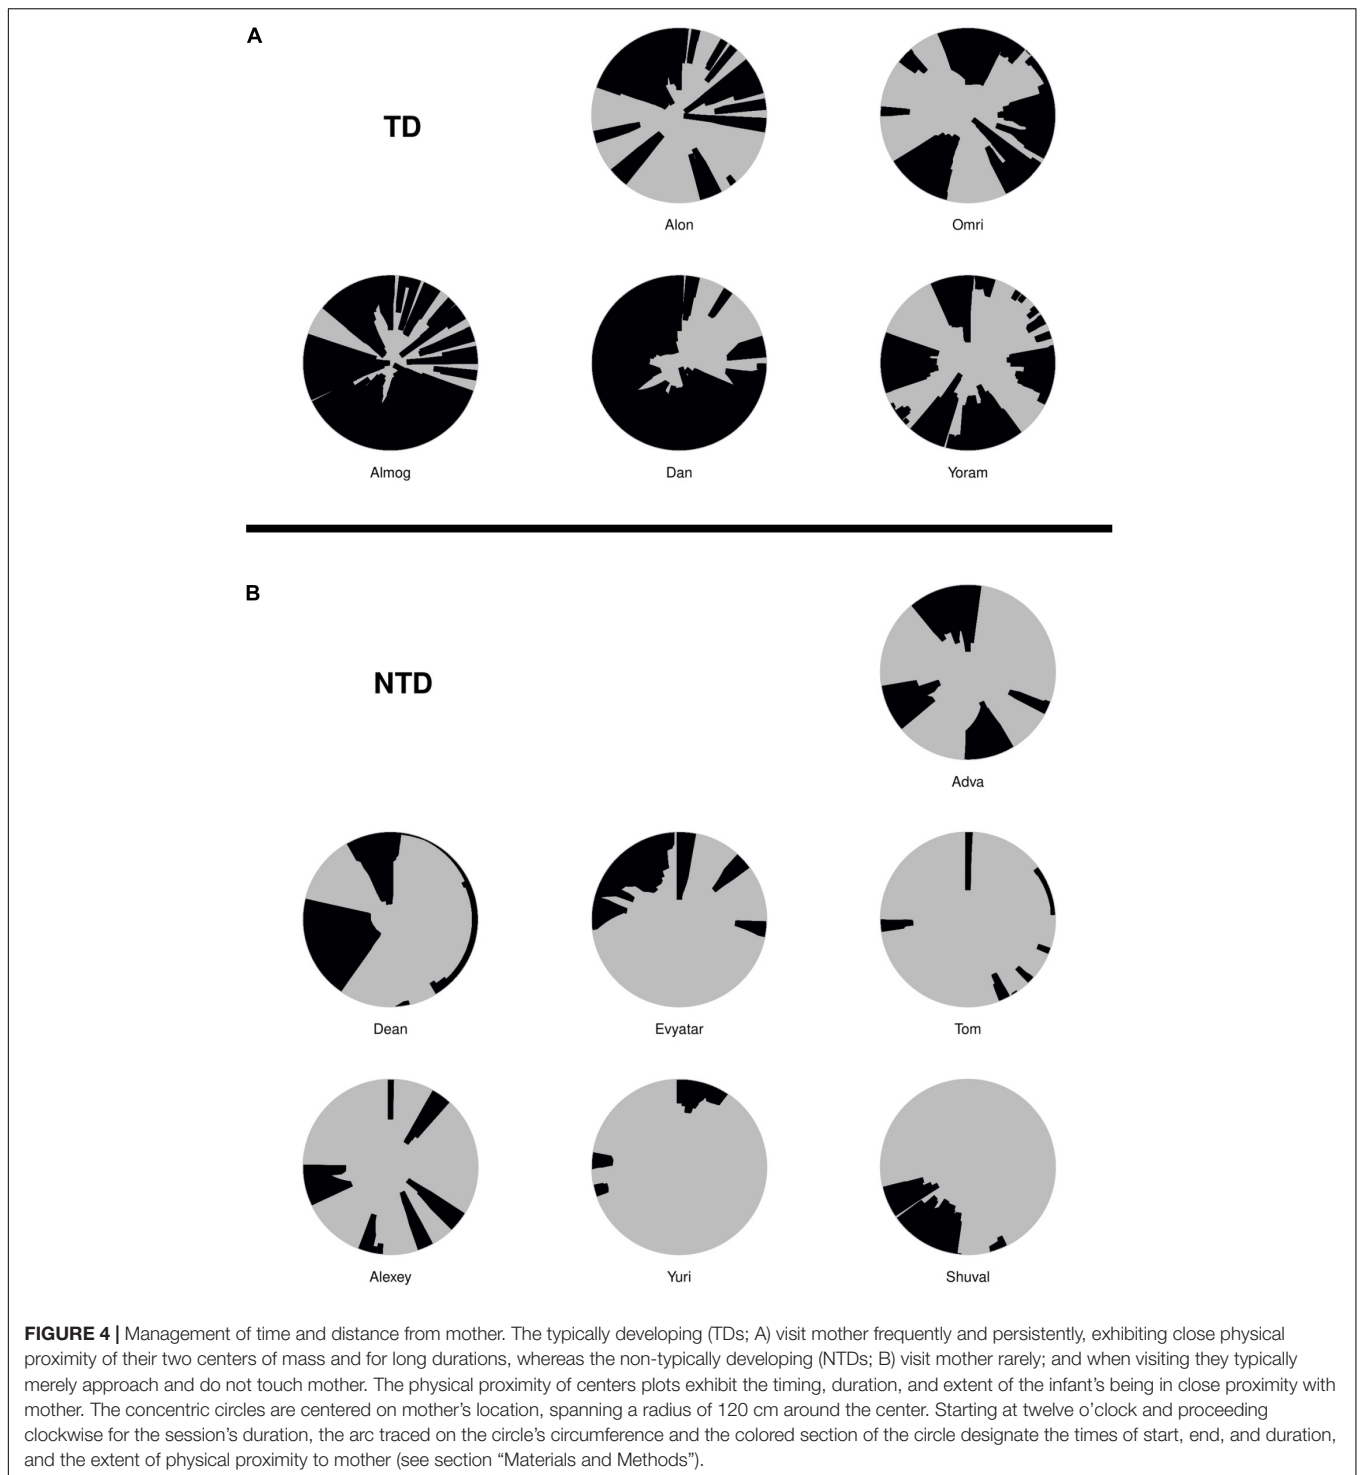 A
TD
Alon
Omri
Almog
Dan
Yoram
B
NTD
Adva
Dean
Evyatar
Tom
Alexey
Yuri
Shuval
FIGURE 4 | Management of time and distance from mother. The typically developing (TDs; A) visit mother frequently and persistently, exhibiting close physical
proximity of their two centers of mass and for long durations, whereas the non-typically developing (NTDs; B) visit mother rarely; and when visiting they typically
merely approach and do not touch mother. The physical proximity of centers plots exhibit the timing, duration, and extent of the infant's being in close proximity with
mother. The concentric circles are centered on mother's location, spanning a radius of 120 cm around the center. Starting at twelve o'clock and proceeding
clockwise for the session's duration, the arc traced on the circle's circumference and the colored section of the circle designate the times of start, end, and duration,
and the extent of physical proximity to mother (see section “Materials and Methods”).